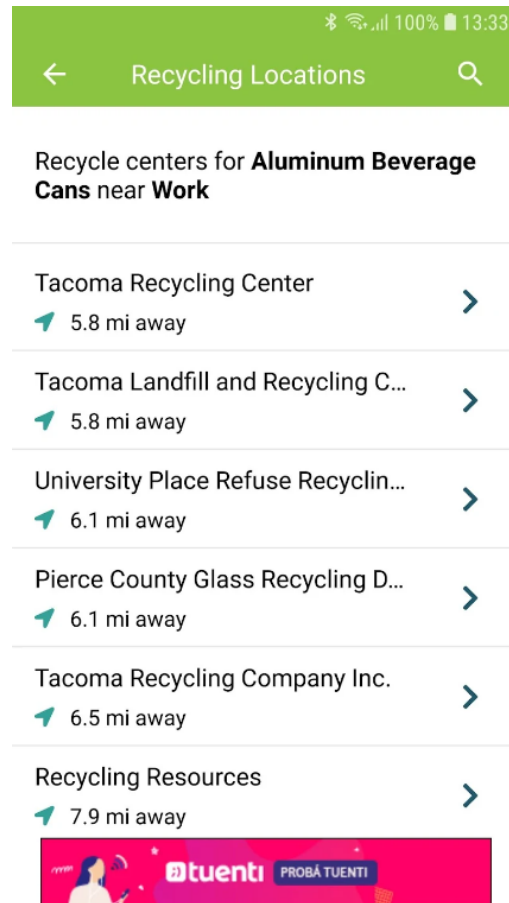 100% 13:33
Recycling Locations
Recycle centers for Aluminum Beverage
Cans near Work
Tacoma Recycling Center
5.8 mi away
Tacoma Landfill and Recycling C...
5.8 mi away
University Place Refuse Recyclin...
6.1 mi away
Pierce County Glass Recycling D...
6.1 mi away
Tacoma Recycling Company Inc.
6.5 mi away
Recycling Resources
7.9 mi away
tuenti PROBÁ TUENTI